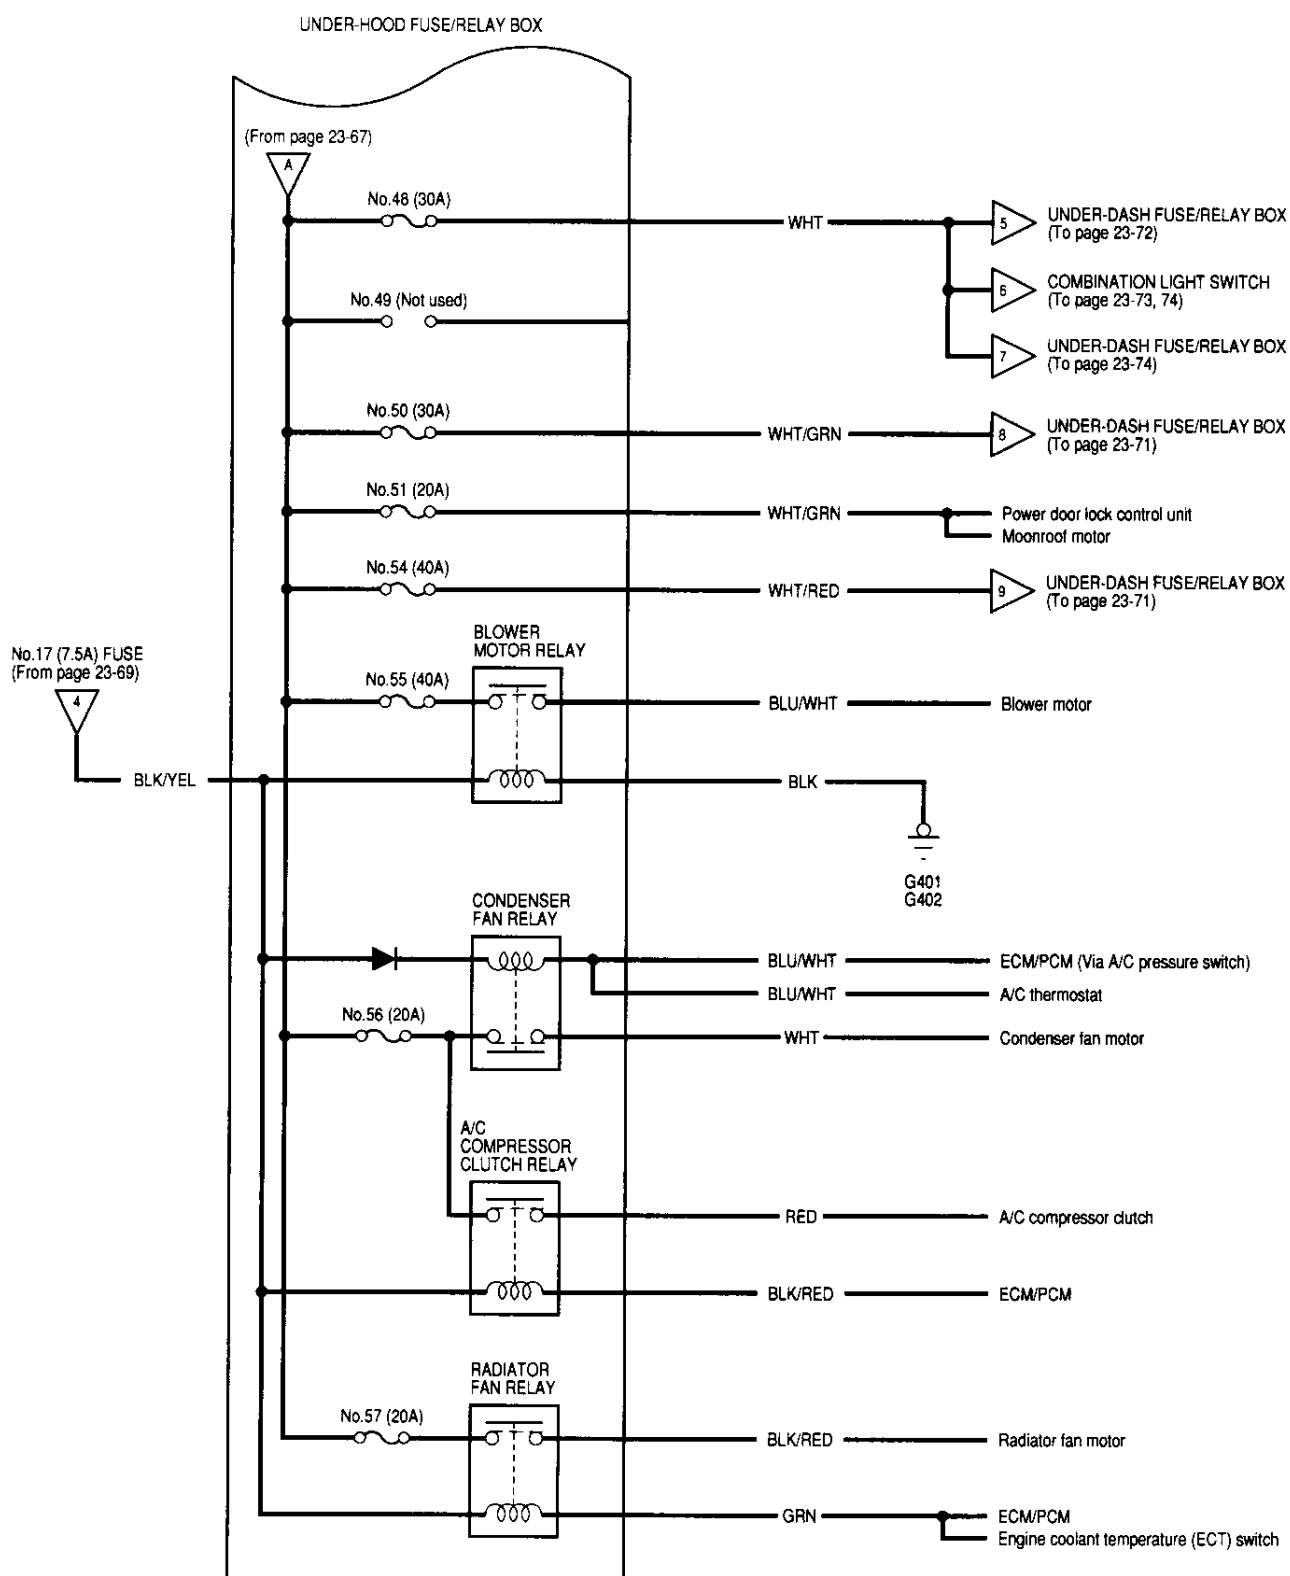 UNDER-HOOD FUSE/RELAY BOX
(From page 23-67)
A
No.48 (30A)
WHT
5
UNDER-DASH FUSE/RELAY BOX
(To page 23-72)
No.49 (Not used)
6
COMBINATION LIGHT SWITCH
(To page 23-73, 74)
7
UNDER-DASH FUSE/RELAY BOX
(To page 23-74)
No.50 (30A)
WHT/GRN
8
UNDER-DASH FUSE/RELAY BOX
(To page 23-71)
No.51 (20A)
WHT/GRN
Power door lock control unit
Moonroof motor
No.54 (40A)
WHT/RED
9
UNDER-DASH FUSE/RELAY BOX
(To page 23-71)
No.17 (7.5A) FUSE
(From page 23-69)
4
BLK/YEL
BLOWER
MOTOR RELAY
No.55 (40A)
BLU/WHT
Blower motor
BLK
G401
G402
CONDENSER
FAN RELAY
BLU/WHT
ECM/PCM (Via A/C pressure switch)
BLU/WHT
A/C thermostat
No.56 (20A)
WHT
Condenser fan motor
A/C
COMPRESSOR
CLUTCH RELAY
RED
A/C compressor clutch
BLK/RED
ECM/PCM
RADIATOR
FAN RELAY
No.57 (20A)
BLK/RED
Radiator fan motor
GRN
ECM/PCM
Engine coolant temperature (ECT) switch